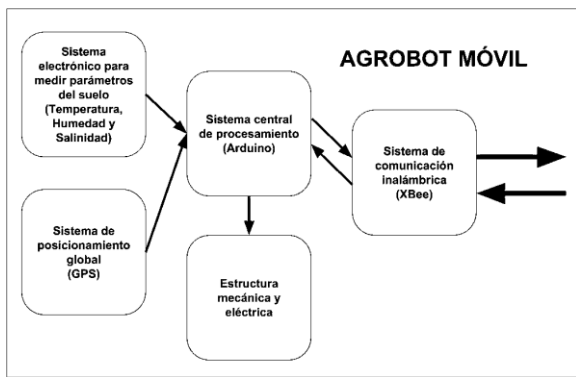 AGROBOT MÓVIL
Sistema
electrónico para
medir parámetros
del suelo
(Temperatura,
Humedad y
Salinidad)
Sistema central
de procesamiento
(Arduino)
Sistema de
comunicación
inalámbrica
(XBee)
Sistema de
posicionamiento
global
(GPS)
Estructura
mecánica y
eléctrica